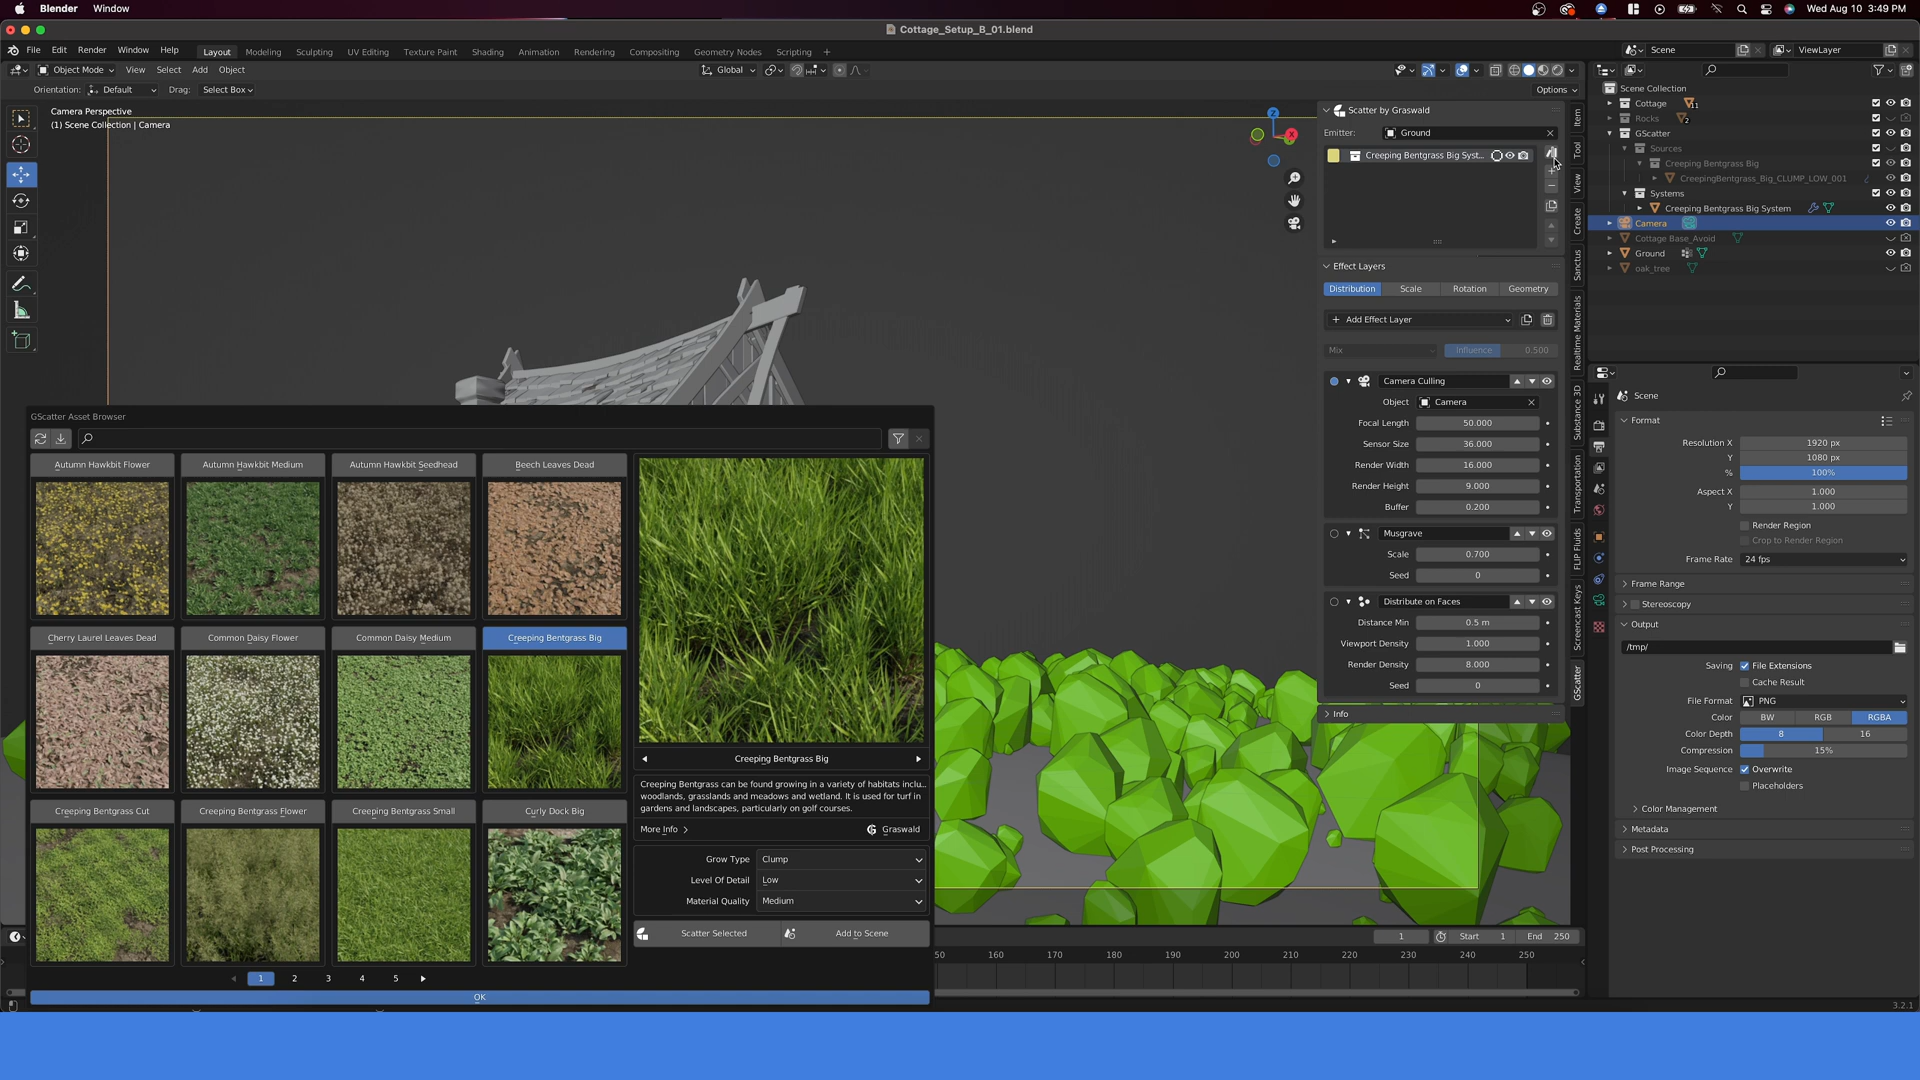 Blender Window
Wed Aug 10 3:49 PM
Cottage_Setup_B_01.blend
File Edit Render Window Help
Layout Modeling Sculpting UV Editing Texture Paint Shading Animation Rendering Compositing Geometry Nodes Scripting +
Scene
ViewLayer
Object Mode View Select Add Object
Global
Orientation: Default Drag: Select Box
Options
Camera Perspective
(1) Scene Collection | Camera
Z
X
Scatter by Graswald
Emitter: Ground
Creeping Bentgrass Big Syst...
Effect Layers
Distribution Scale Rotation Geometry
Add Effect Layer
Mix Influence 0.500
Camera Culling
Object Camera
Focal Length 50.000
Sensor Size 36.000
Render Width 16.000
Render Height 9.000
Buffer 0.200
Musgrave
Scale 0.700
Seed 0
Distribute on Faces
Distance Min 0.5 m
Viewport Density 1.000
Render Density 8.000
Seed 0
Info
Item
Tool
View
Create
Sanctus
Realtime Materials
Substance 3D
Transportation
FLIP Fluids
Screencast Keys
GScatter
Scene Collection
Cottage 11
Rocks 2
GScatter
Sources
Creeping Bentgrass Big
CreepingBentgrass_Big_CLUMP_LOW_001
Systems
Creeping Bentgrass Big System
Camera
Cottage Base_Avoid
Ground
oak_tree
Scene
Format
Resolution X 1920 px
Y 1080 px
% 100%
Aspect X 1.000
Y 1.000
Render Region
Crop to Render Region
Frame Rate 24 fps
Frame Range
Stereoscopy
Output
/tmp/
Saving File Extensions
Cache Result
File Format PNG
Color BW RGB RGBA
Color Depth 8 16
Compression 15%
Image Sequence Overwrite
Placeholders
Color Management
Metadata
Post Processing
GScatter Asset Browser
Autumn Hawkbit Flower
Autumn Hawkbit Medium
Autumn Hawkbit Seedhead
Beech Leaves Dead
Cherry Laurel Leaves Dead
Common Daisy Flower
Common Daisy Medium
Creeping Bentgrass Big
Creeping Bentgrass Cut
Creeping Bentgrass Flower
Creeping Bentgrass Small
Curly Dock Big
1 2 3 4 5
OK
Creeping Bentgrass Big
Creeping Bentgrass can be found growing in a variety of habitats inclu...
woodlands, grasslands and meadows and wetland. It is used for turf in
gardens and landscapes, particularly on golf courses.
More Info Graswald
Grow Type Clump
Level Of Detail Low
Material Quality Medium
Scatter Selected Add to Scene
1 Start 1 End 250
50 160 170 180 190 200 210 220 230 240 250
3.2.1